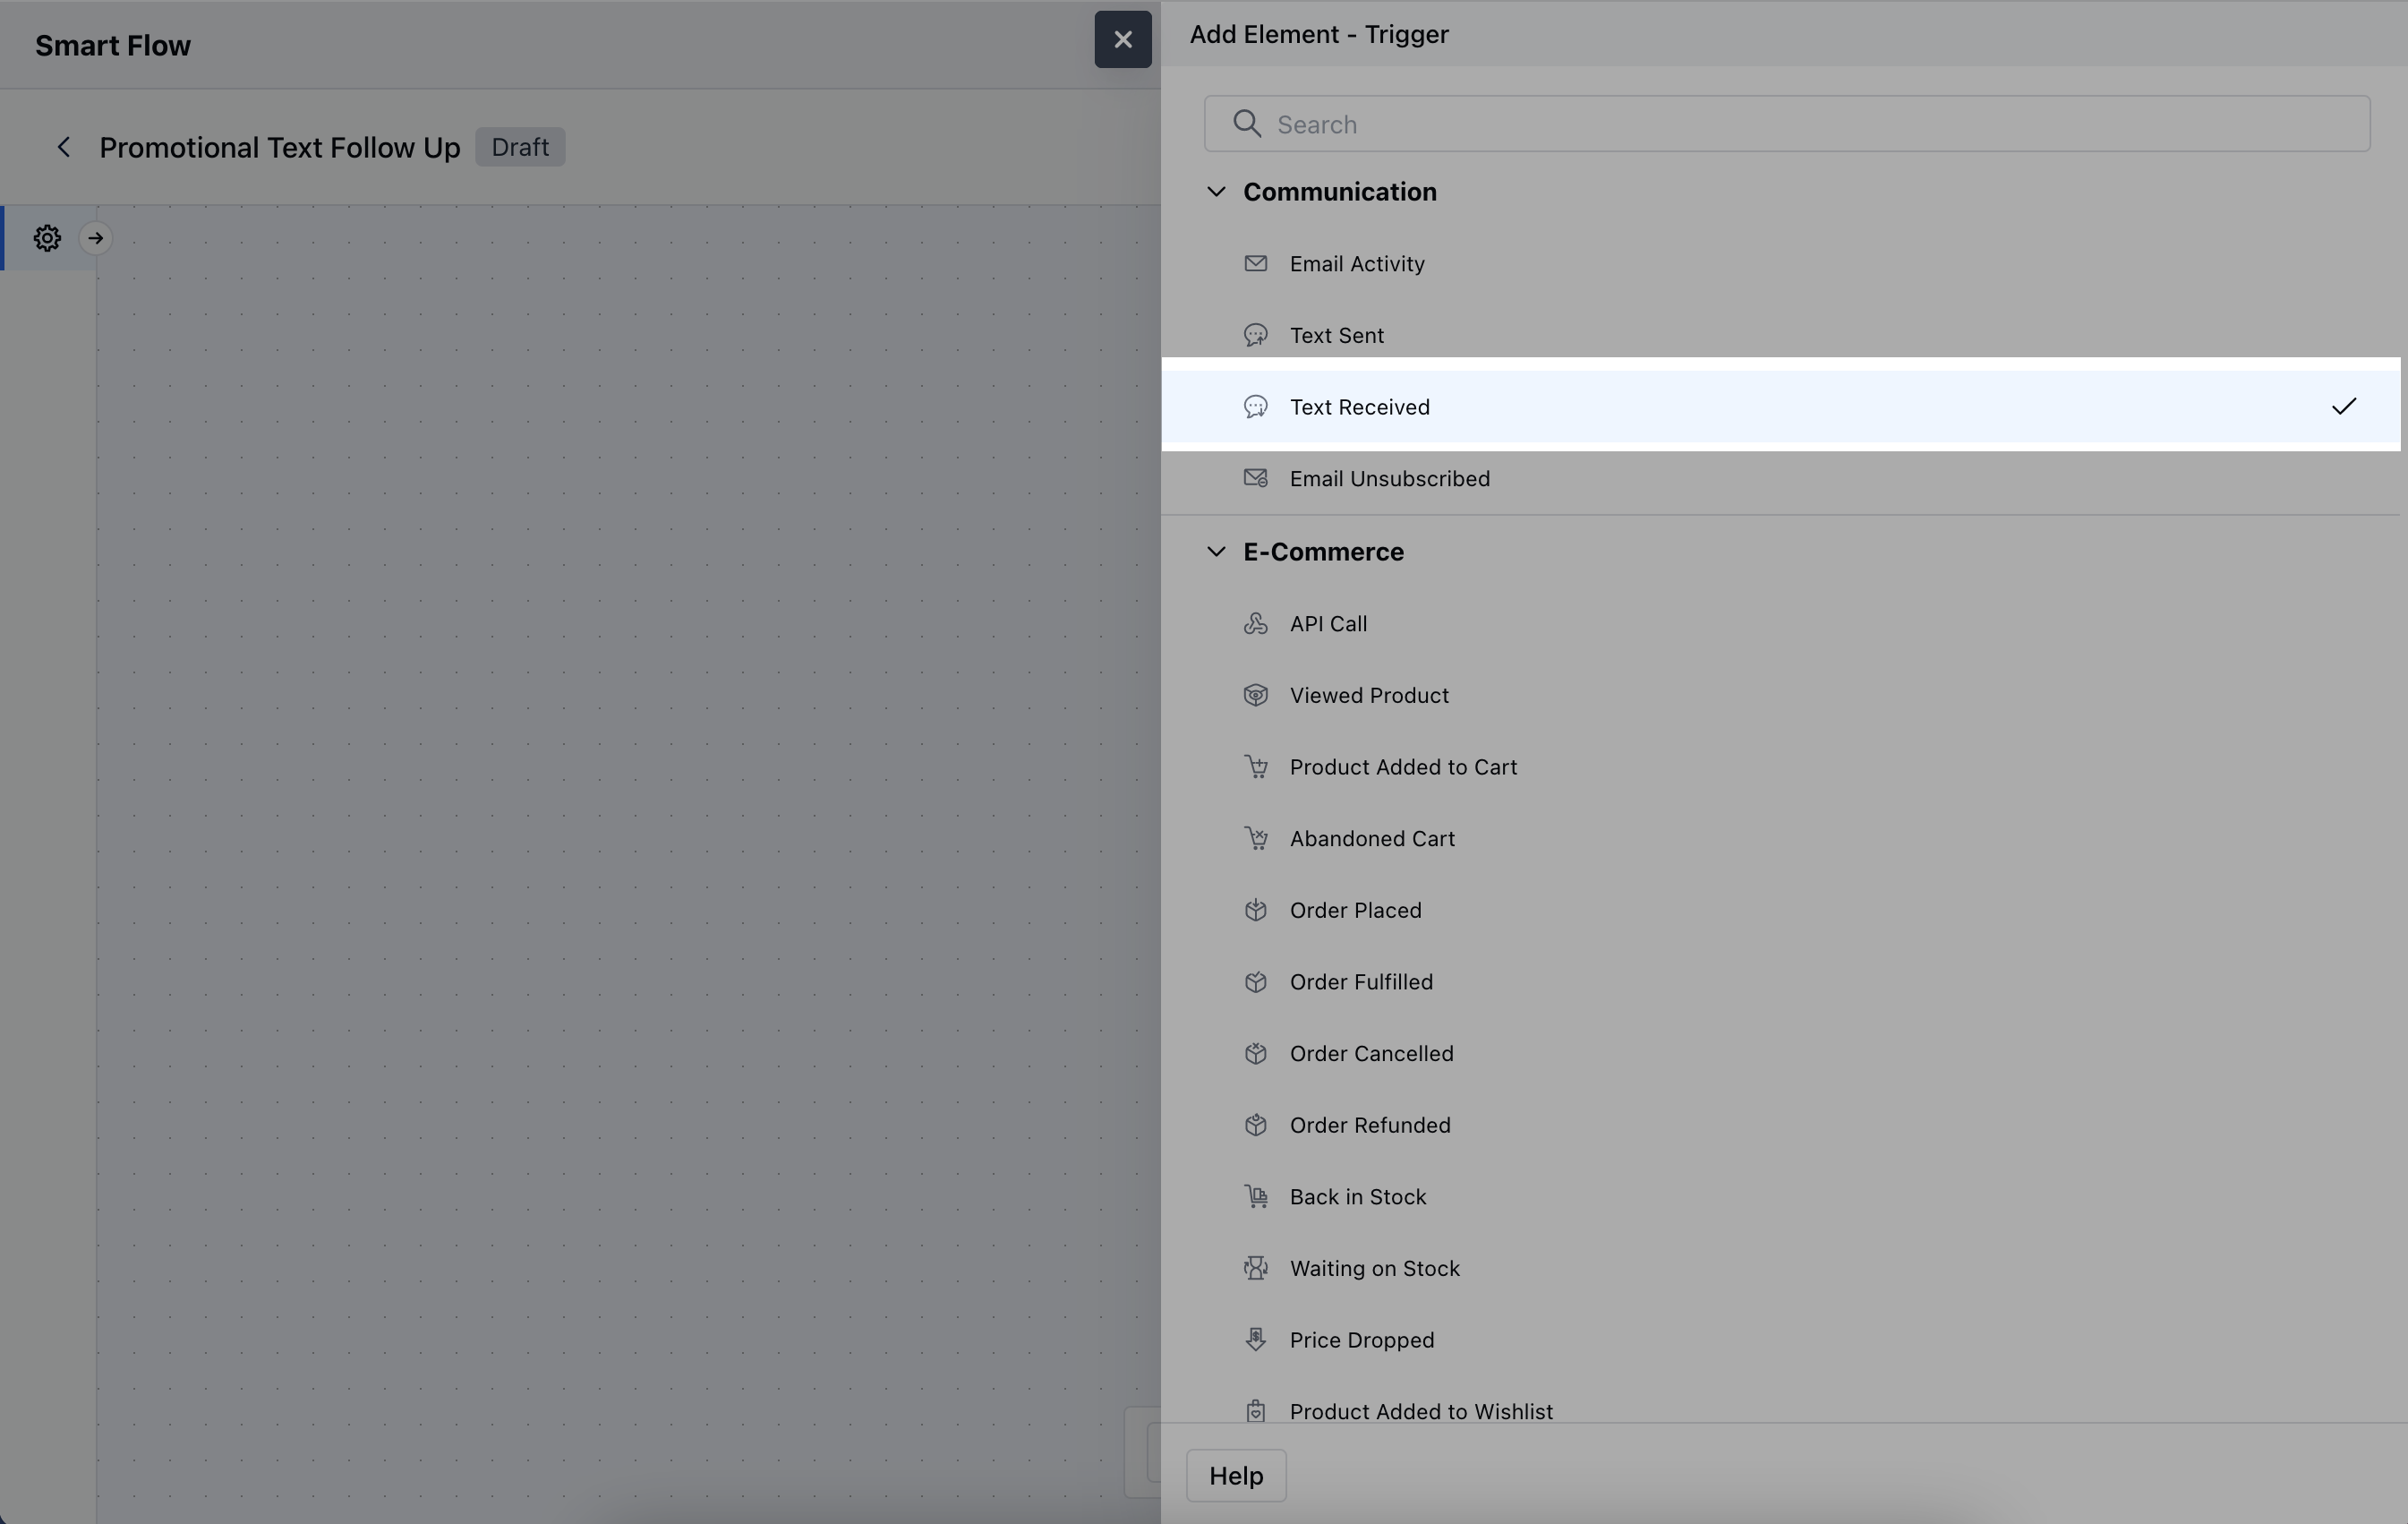 Smart Flow
Promotional Text Follow Up
Draft
Add Element - Trigger
Search
Communication
Email Activity
Text Sent
Text Received
Email Unsubscribed
E-Commerce
API Call
Viewed Product
Product Added to Cart
Abandoned Cart
Order Placed
Order Fulfilled
Order Cancelled
Order Refunded
Back in Stock
Waiting on Stock
Price Dropped
Product Added to Wishlist
Help